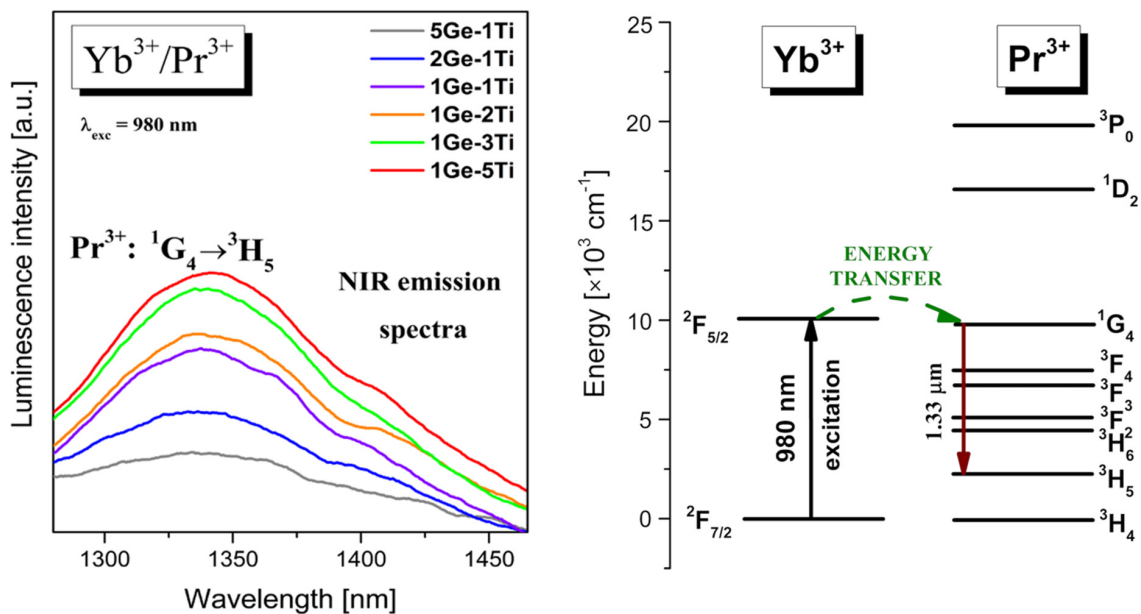 Yb³⁺/Pr³⁺
λexc = 980 nm
5Ge-1Ti
2Ge-1Ti
1Ge-1Ti
1Ge-2Ti
1Ge-3Ti
1Ge-5Ti
Pr³⁺: ¹G₄→³H₅
NIR emission
spectra
Luminescence intensity [a.u.]
1300 1350 1400 1450
Wavelength [nm]
Energy [×10³ cm⁻¹]
25
20
15
10
5
0
Yb³⁺
Pr³⁺
³P₀
¹D₂
ENERGY
TRANSFER
²F₅/₂
¹G₄
³F₄
³F₃
³F₂
³H₆
³H₅
³H₄
980 nm
excitation
1.33 µm
²F₇/₂